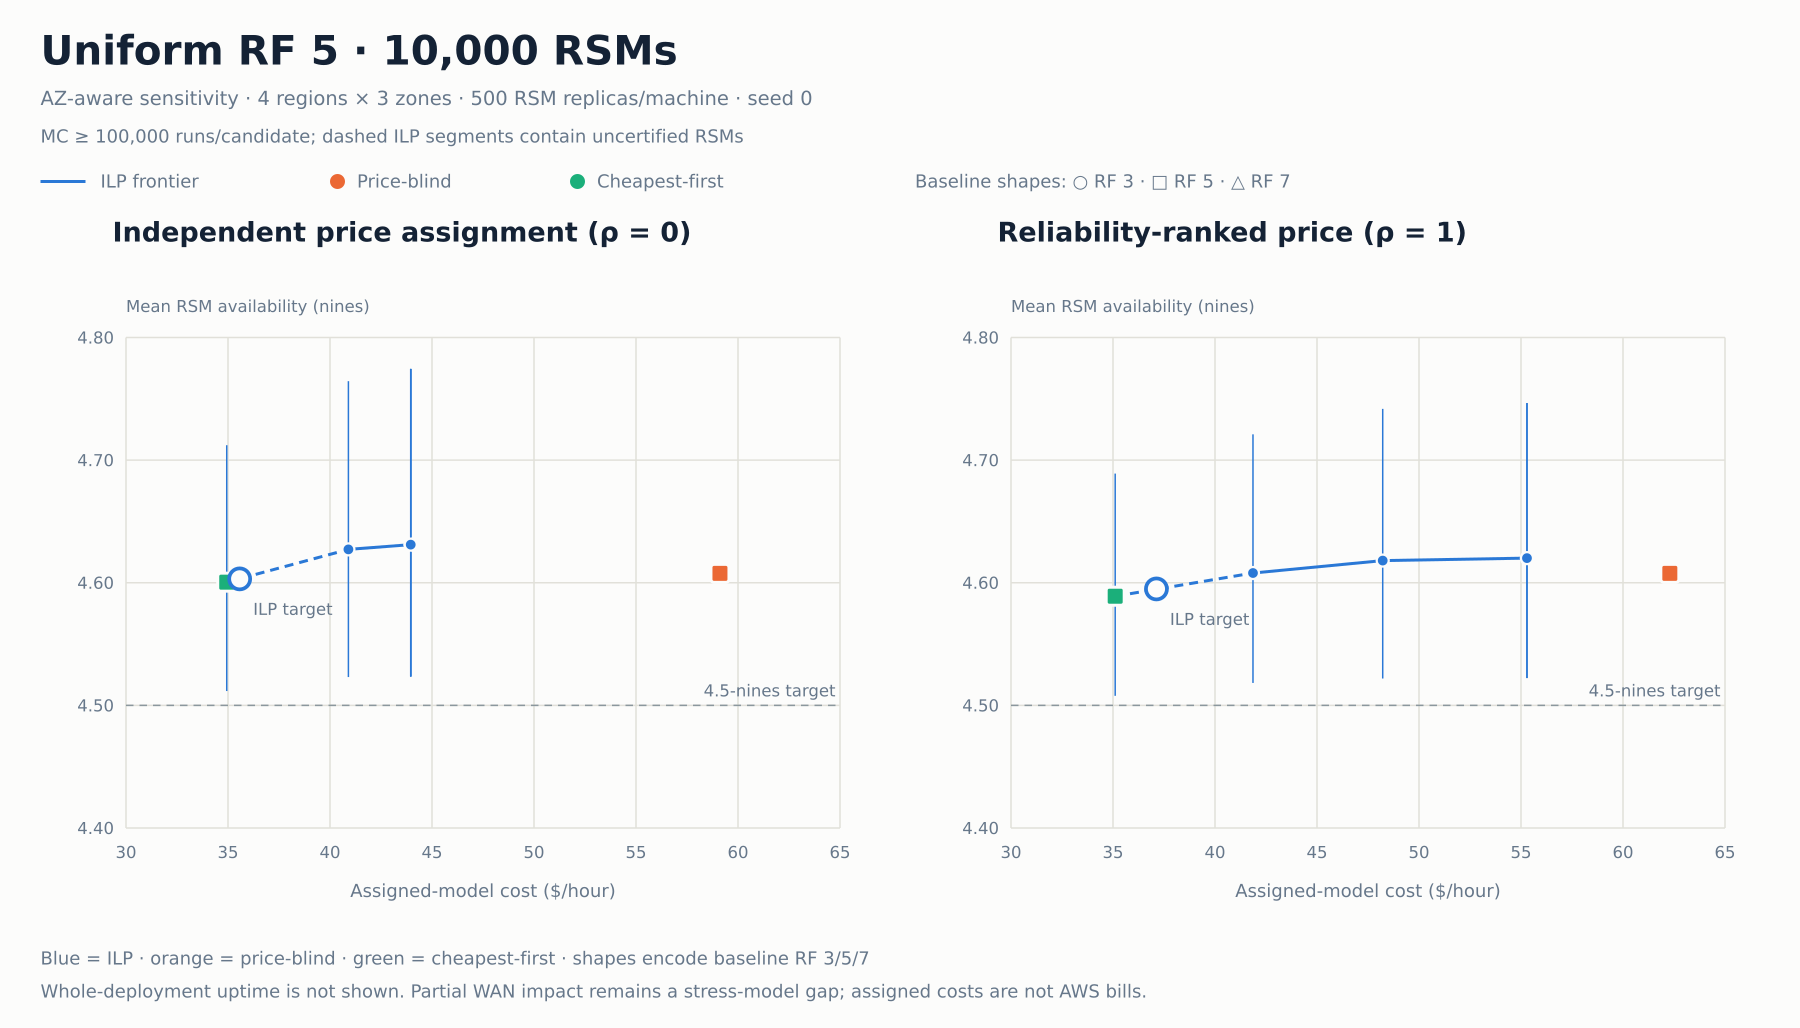 Uniform RF 5 · 10,000 RSMs
AZ-aware sensitivity · 4 regions × 3 zones · 500 RSM replicas/machine · seed 0
MC ≥ 100,000 runs/candidate; dashed ILP segments contain uncertified RSMs
ILP frontier
Price-blind
Cheapest-first
Baseline shapes: ○ RF 3 · □ RF 5 · △ RF 7
Independent price assignment (ρ = 0)
Mean RSM availability (nines)
4.80
4.70
4.60
4.50
4.40
ILP target
4.5-nines target
30 35 40 45 50 55 60 65
Assigned-model cost ($/hour)
Reliability-ranked price (ρ = 1)
Mean RSM availability (nines)
4.80
4.70
4.60
4.50
4.40
ILP target
4.5-nines target
30 35 40 45 50 55 60 65
Assigned-model cost ($/hour)
Blue = ILP · orange = price-blind · green = cheapest-first · shapes encode baseline RF 3/5/7
Whole-deployment uptime is not shown. Partial WAN impact remains a stress-model gap; assigned costs are not AWS bills.